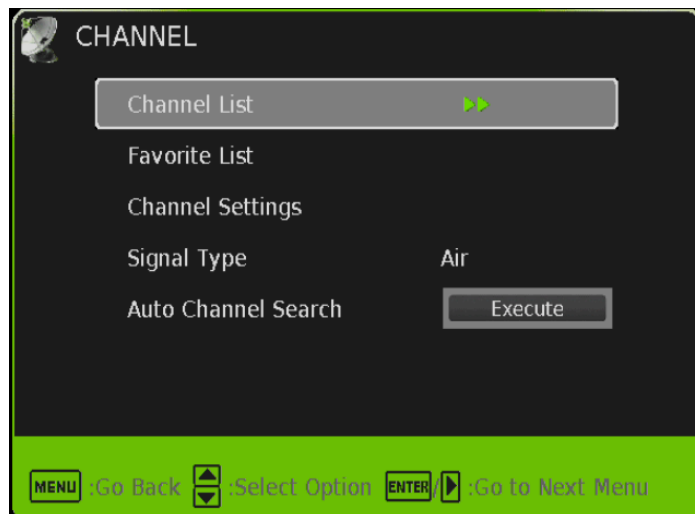 CHANNEL
Channel List
Favorite List
Channel Settings
Signal Type Air
Auto Channel Search Execute
MENU :Go Back :Select Option ENTER/ :Go to Next Menu